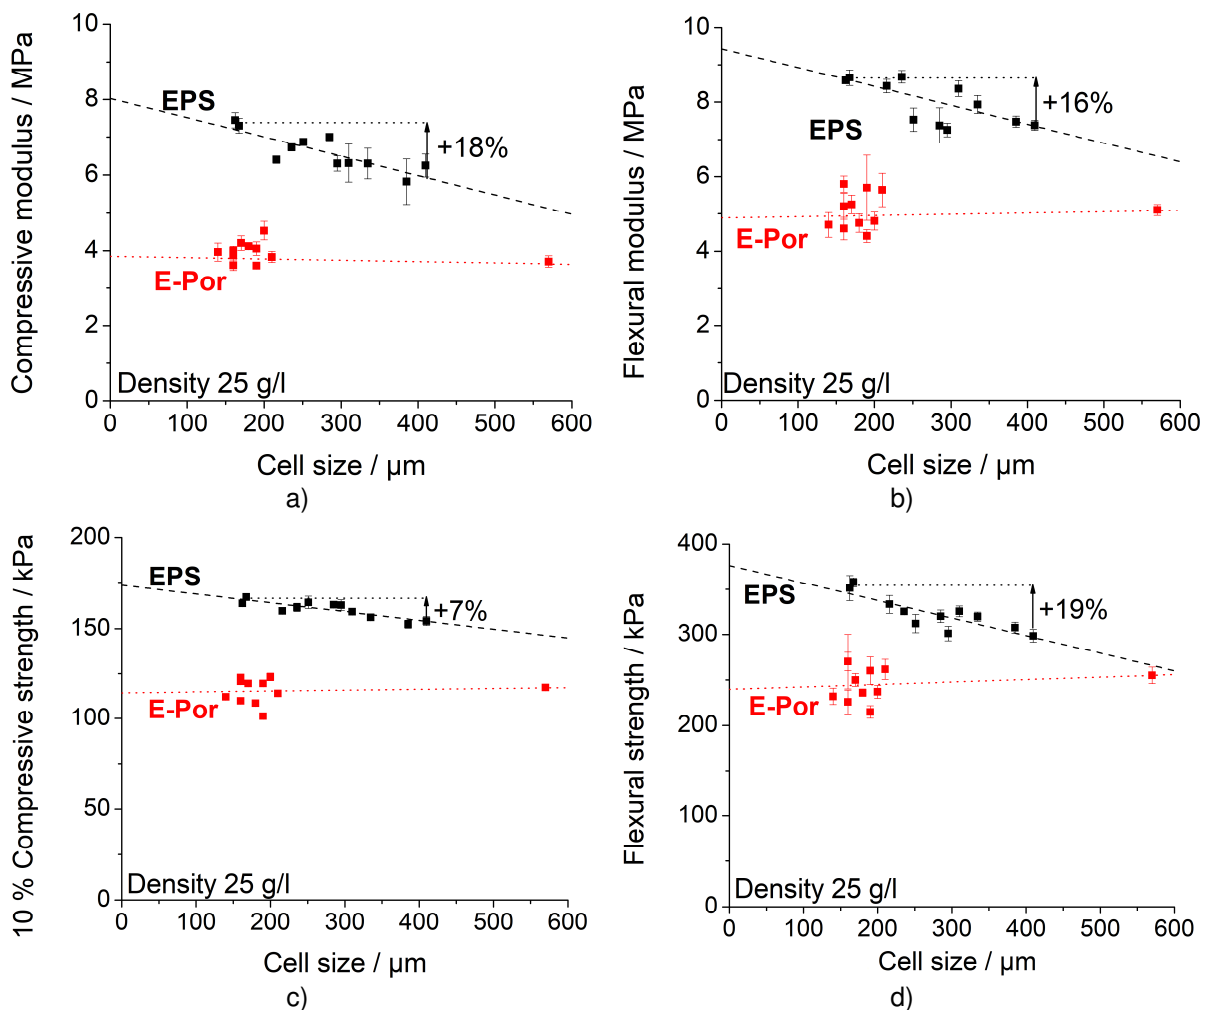 Compressive modulus / MPa
10
8
6
4
2
0
EPS
+18%
E-Por
Density 25 g/l
0 100 200 300 400 500 600
Cell size / µm
a)
Flexural modulus / MPa
10
8
6
4
2
0
+16%
EPS
E-Por
Density 25 g/l
0 100 200 300 400 500 600
Cell size / µm
b)
10 % Compressive strength / kPa
200
150
100
50
0
EPS
+7%
E-Por
Density 25 g/l
0 100 200 300 400 500 600
Cell size / µm
c)
Flexural strength / kPa
400
300
200
100
0
EPS
+19%
E-Por
Density 25 g/l
0 100 200 300 400 500 600
Cell size / µm
d)